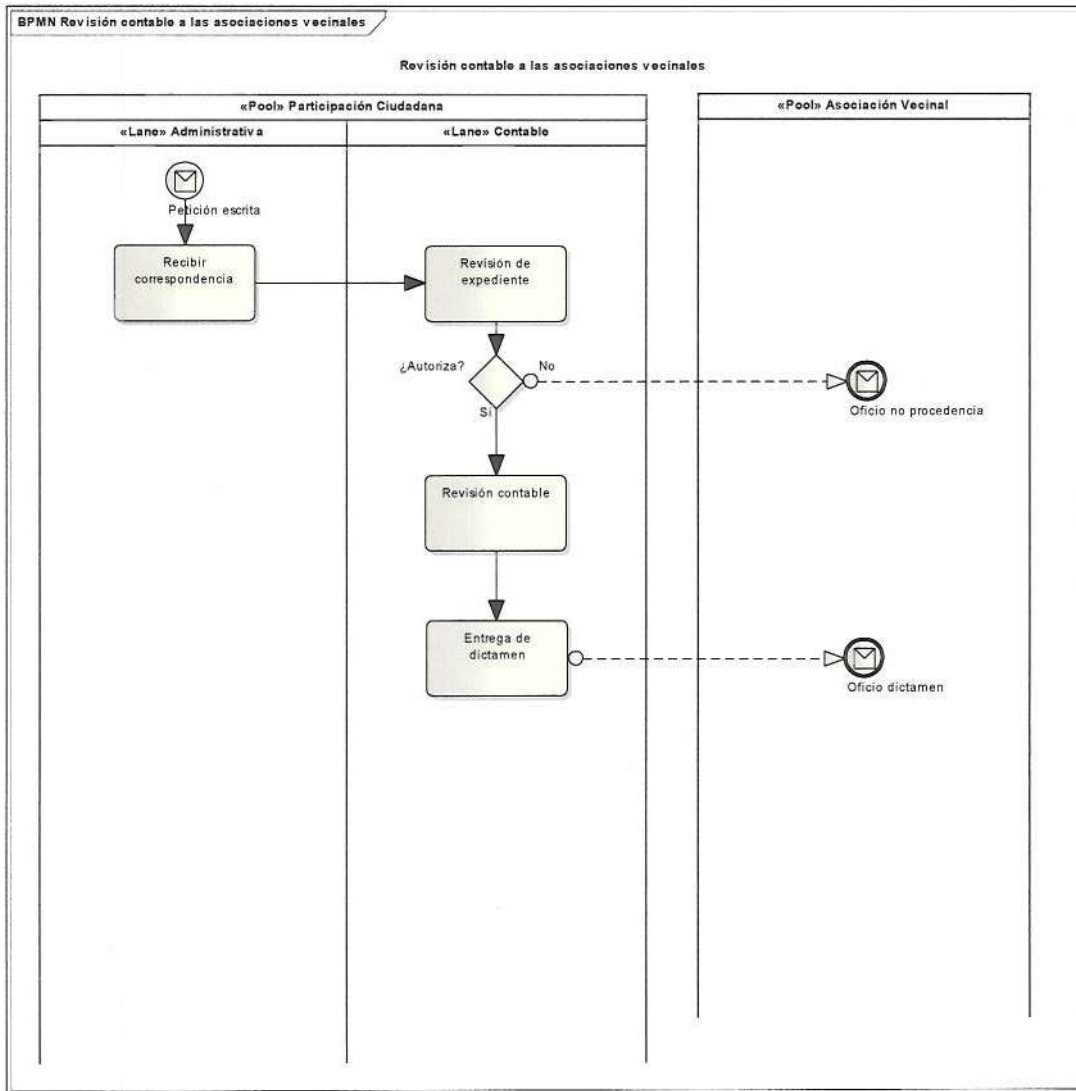 BPMN Revisión contable a las asociaciones vecinales
Revisión contable a las asociaciones vecinales
«Pool» Participación Ciudadana
«Pool» Asociación Vecinal
«Lane» Administrativa
«Lane» Contable
Petición escrita
Recibir
correspondencia
Revisión de
expediente
¿Autoriza?
No
Oficio no procedencia
Si
Revisión contable
Entrega de
dictamen
Oficio dictamen